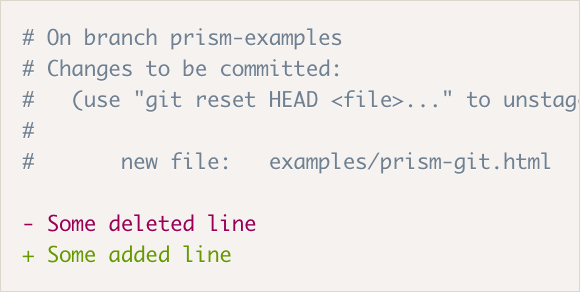 # On branch prism-examples
# Changes to be committed:
#   (use "git reset HEAD <file>..." to unstag
#
#       new file:   examples/prism-git.html

- Some deleted line
+ Some added line